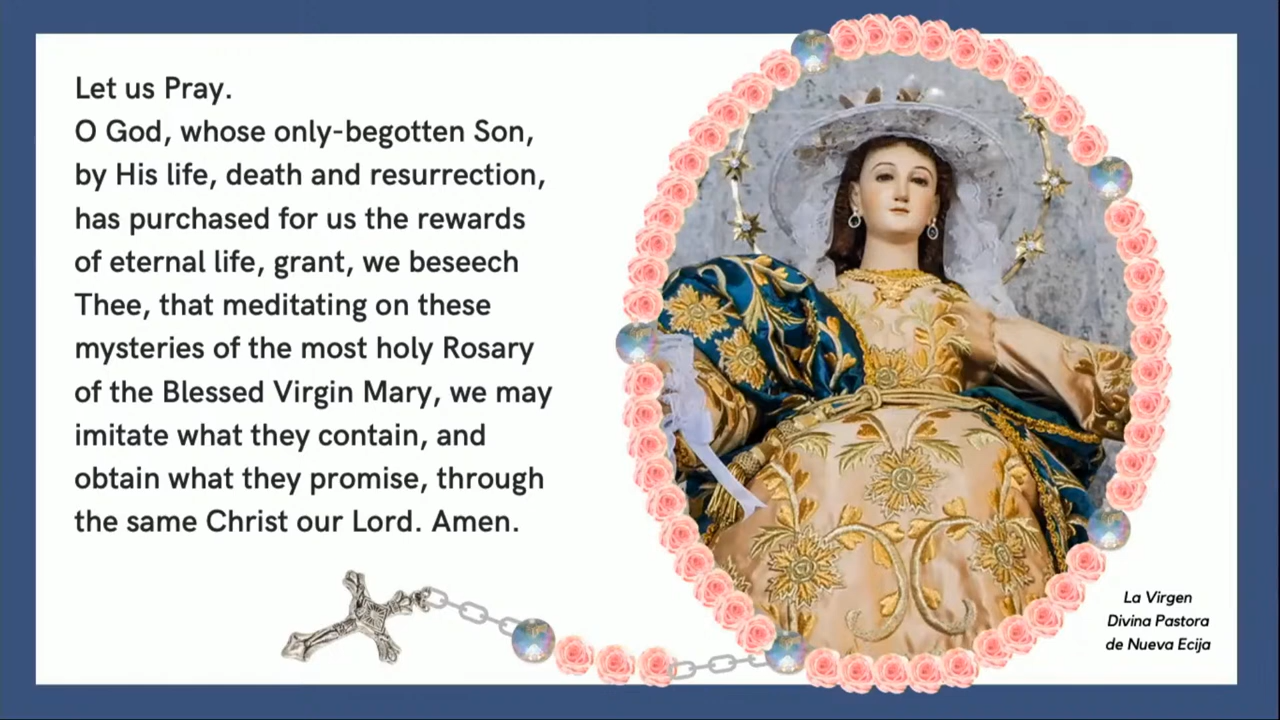 Let us Pray.
O God, whose only-begotten Son,
by His life, death and resurrection,
has purchased for us the rewards
of eternal life, grant, we beseech
Thee, that meditating on these
mysteries of the most holy Rosary
of the Blessed Virgin Mary, we may
imitate what they contain, and
obtain what they promise, through
the same Christ our Lord. Amen.
La Virgen
Divina Pastora
de Nueva Ecija